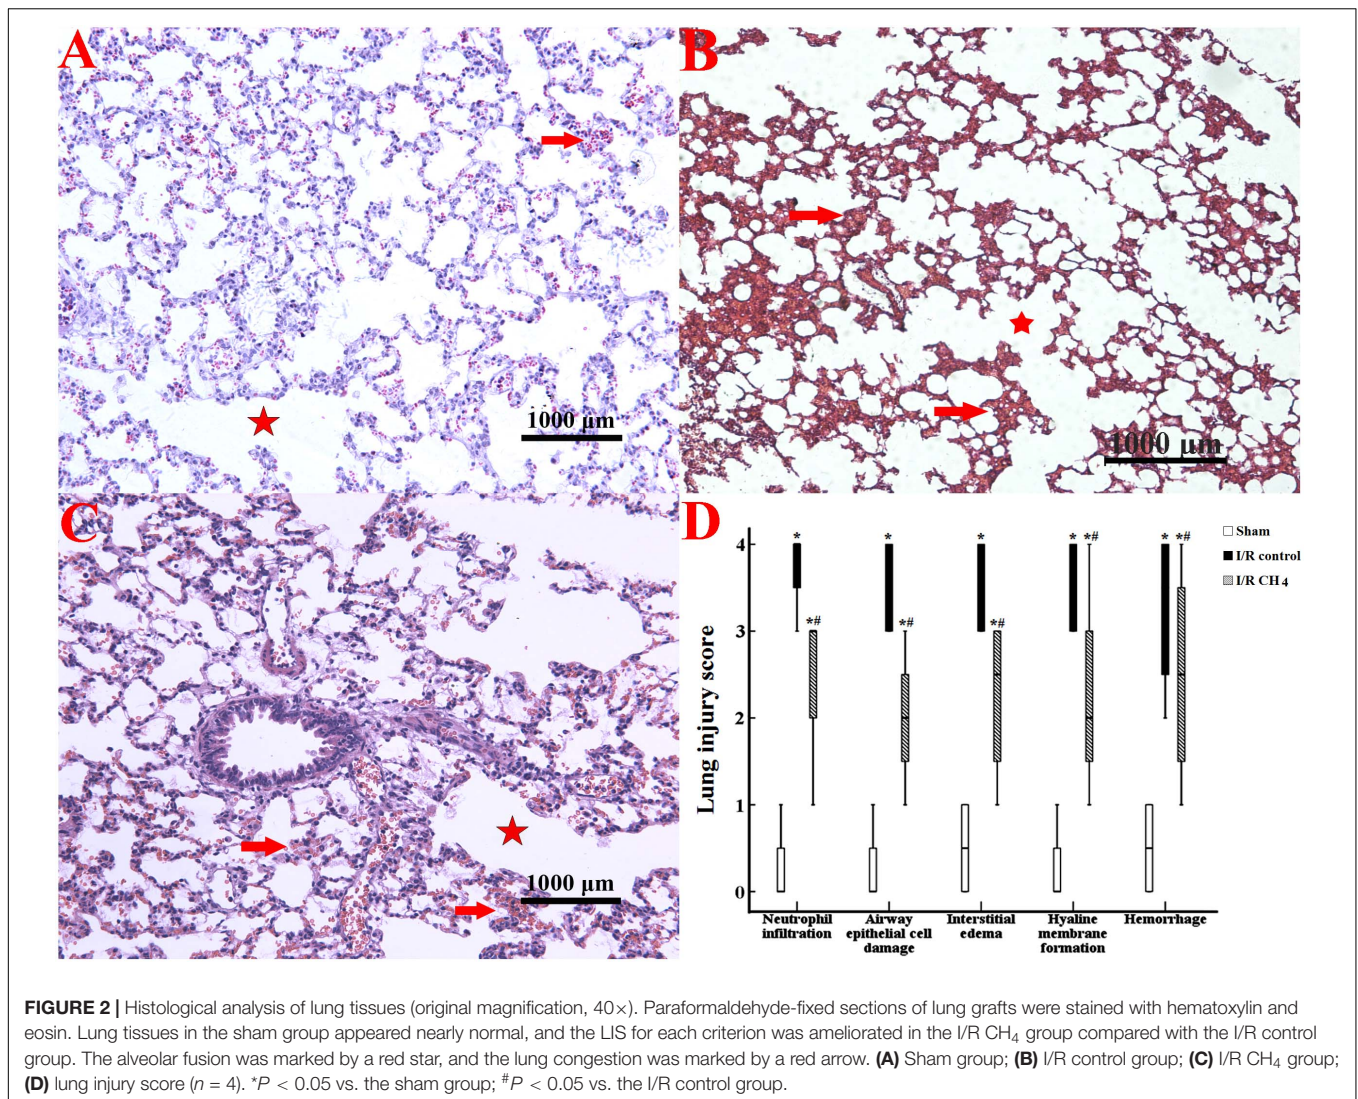 A
B
1000 µm
1000 µm
C
1000 µm
D
Sham
I/R control
I/R CH4
Lung injury score
4
3
2
1
0
* * * * *# * *#
*# *# *#
Neutrophil
infiltration
Airway
epithelial cell
damage
Interstitial
edema
Hyaline
membrane
formation
Hemorrhage
FIGURE 2 | Histological analysis of lung tissues (original magnification, 40×). Paraformaldehyde-fixed sections of lung grafts were stained with hematoxylin and
eosin. Lung tissues in the sham group appeared nearly normal, and the LIS for each criterion was ameliorated in the I/R CH4 group compared with the I/R control
group. The alveolar fusion was marked by a red star, and the lung congestion was marked by a red arrow. (A) Sham group; (B) I/R control group; (C) I/R CH4 group;
(D) lung injury score (n = 4). *P < 0.05 vs. the sham group; #P < 0.05 vs. the I/R control group.